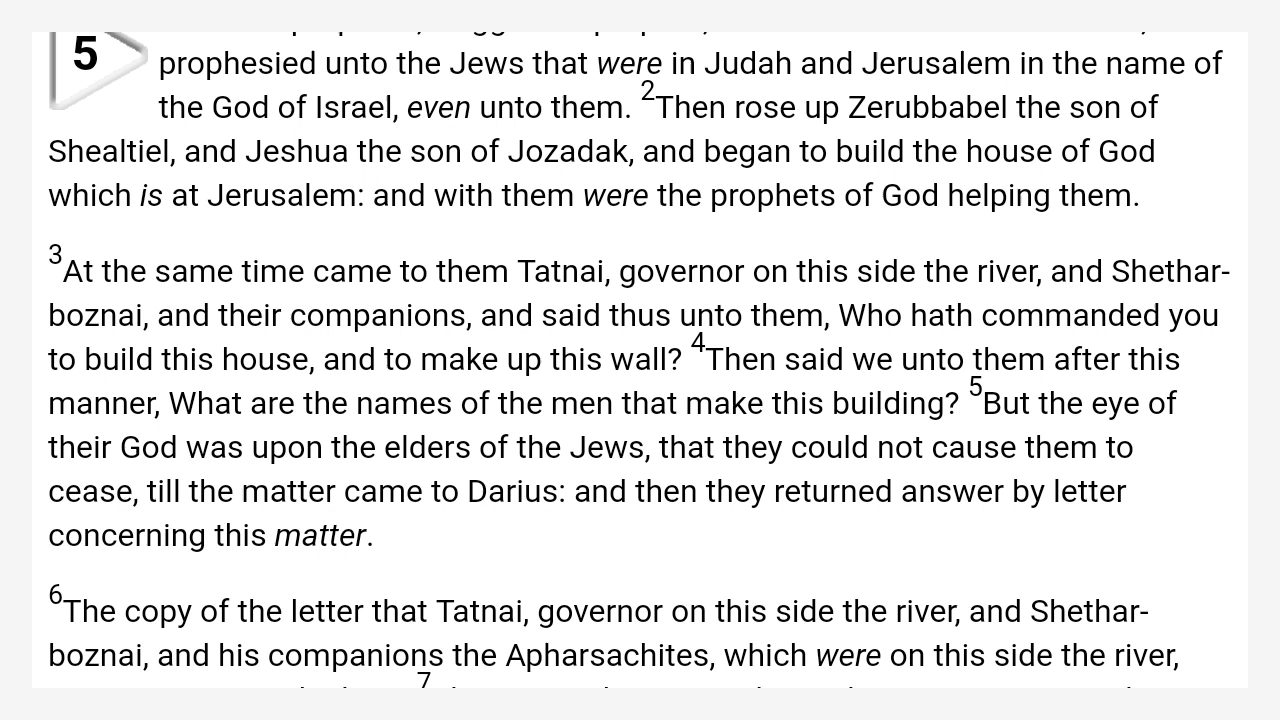 5
prophesied unto the Jews that were in Judah and Jerusalem in the name of
the God of Israel, even unto them. 2Then rose up Zerubbabel the son of
Shealtiel, and Jeshua the son of Jozadak, and began to build the house of God
which is at Jerusalem: and with them were the prophets of God helping them.
3At the same time came to them Tatnai, governor on this side the river, and Shethar-
boznai, and their companions, and said thus unto them, Who hath commanded you
to build this house, and to make up this wall? 4Then said we unto them after this
manner, What are the names of the men that make this building? 5But the eye of
their God was upon the elders of the Jews, that they could not cause them to
cease, till the matter came to Darius: and then they returned answer by letter
concerning this matter.
6The copy of the letter that Tatnai, governor on this side the river, and Shethar-
boznai, and his companions the Apharsachites, which were on this side the river,
7